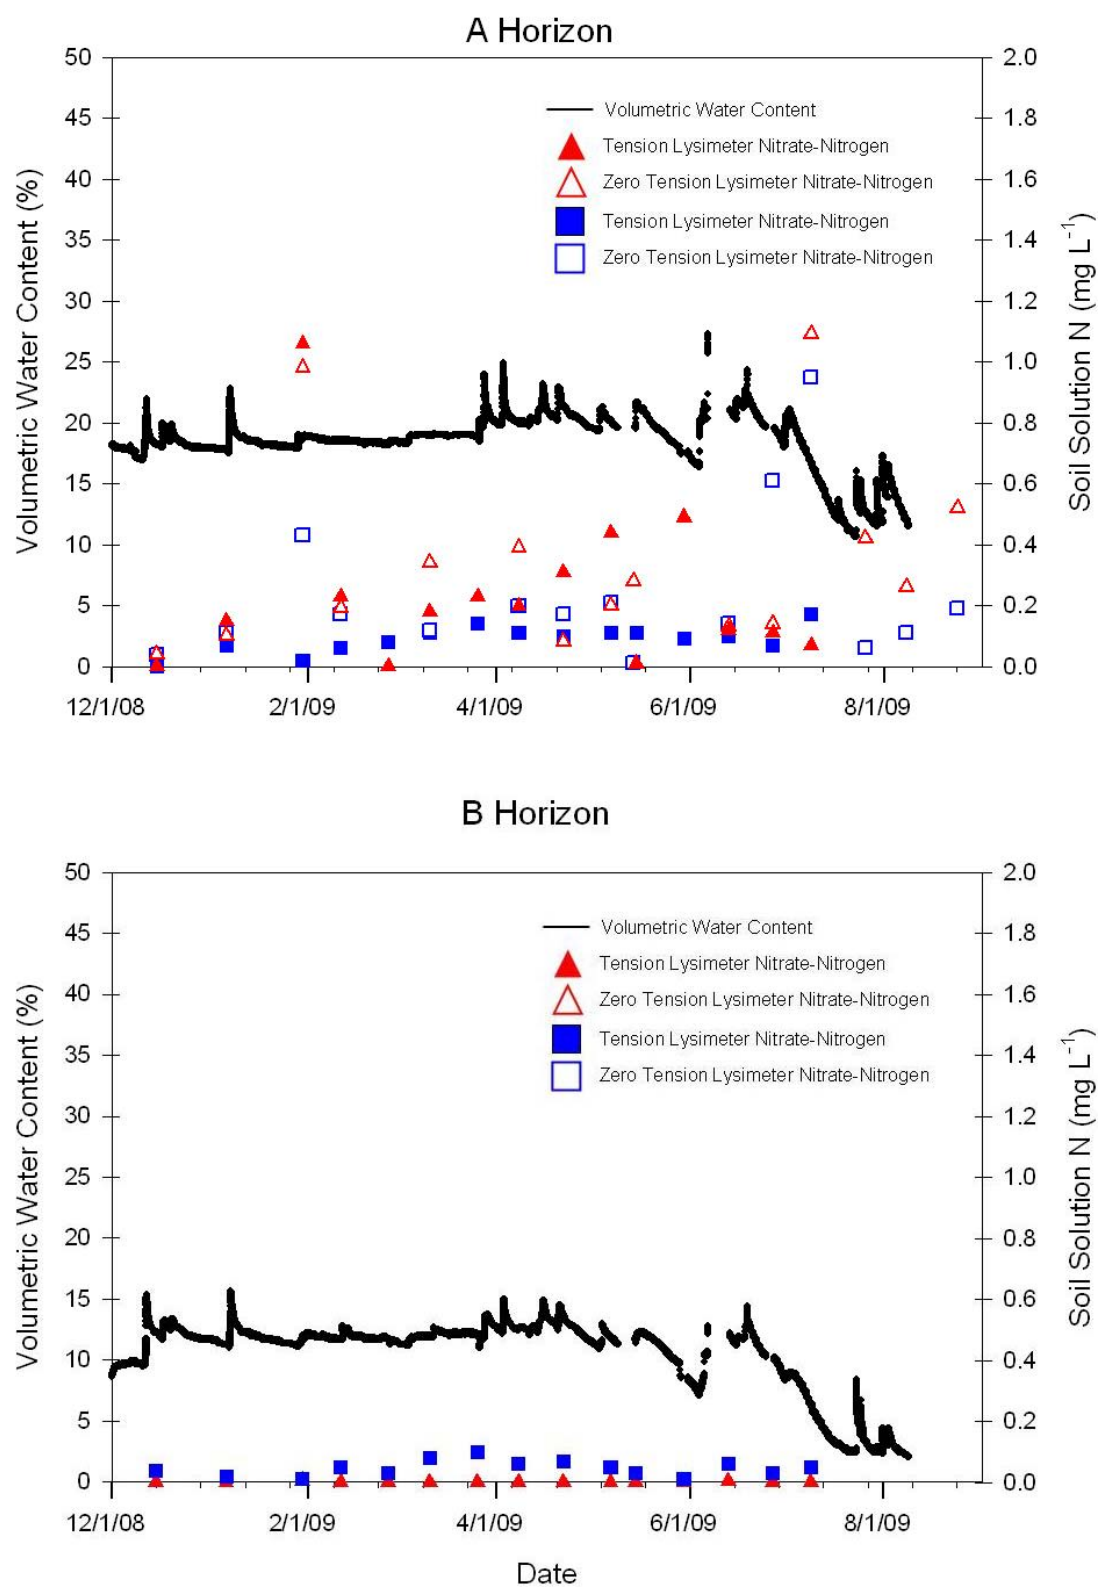 A Horizon
50
45
40
35
30
25
20
15
10
5
0
Volumetric Water Content (%)
2.0
1.8
1.6
1.4
1.2
1.0
0.8
0.6
0.4
0.2
0.0
Soil Solution N (mg L⁻¹)
Volumetric Water Content
Tension Lysimeter Nitrate-Nitrogen
Zero Tension Lysimeter Nitrate-Nitrogen
Tension Lysimeter Nitrate-Nitrogen
Zero Tension Lysimeter Nitrate-Nitrogen
12/1/08 2/1/09 4/1/09 6/1/09 8/1/09
B Horizon
50
45
40
35
30
25
20
15
10
5
0
Volumetric Water Content (%)
2.0
1.8
1.6
1.4
1.2
1.0
0.8
0.6
0.4
0.2
0.0
Soil Solution N (mg L⁻¹)
Volumetric Water Content
Tension Lysimeter Nitrate-Nitrogen
Zero Tension Lysimeter Nitrate-Nitrogen
Tension Lysimeter Nitrate-Nitrogen
Zero Tension Lysimeter Nitrate-Nitrogen
12/1/08 2/1/09 4/1/09 6/1/09 8/1/09
Date